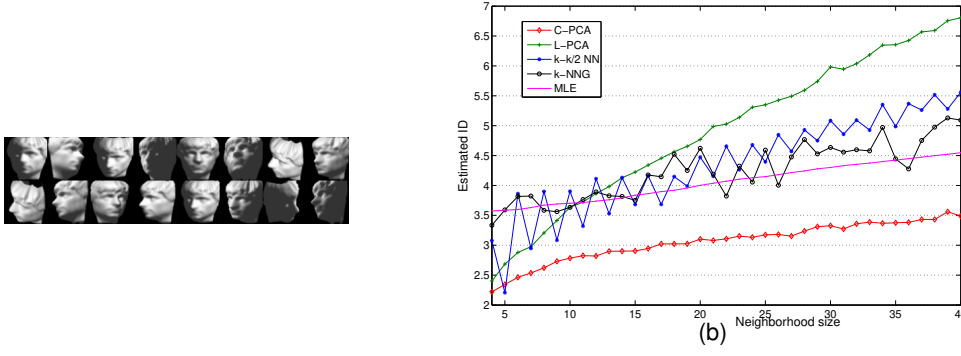 7
6.5
6
5.5
5
4.5
4
3.5
3
2.5
2
Estimated ID
C−PCA
L−PCA
k−k/2 NN
k−NNG
MLE
5 10 15 20 25 30 35 40
Neighborhood size
(b)